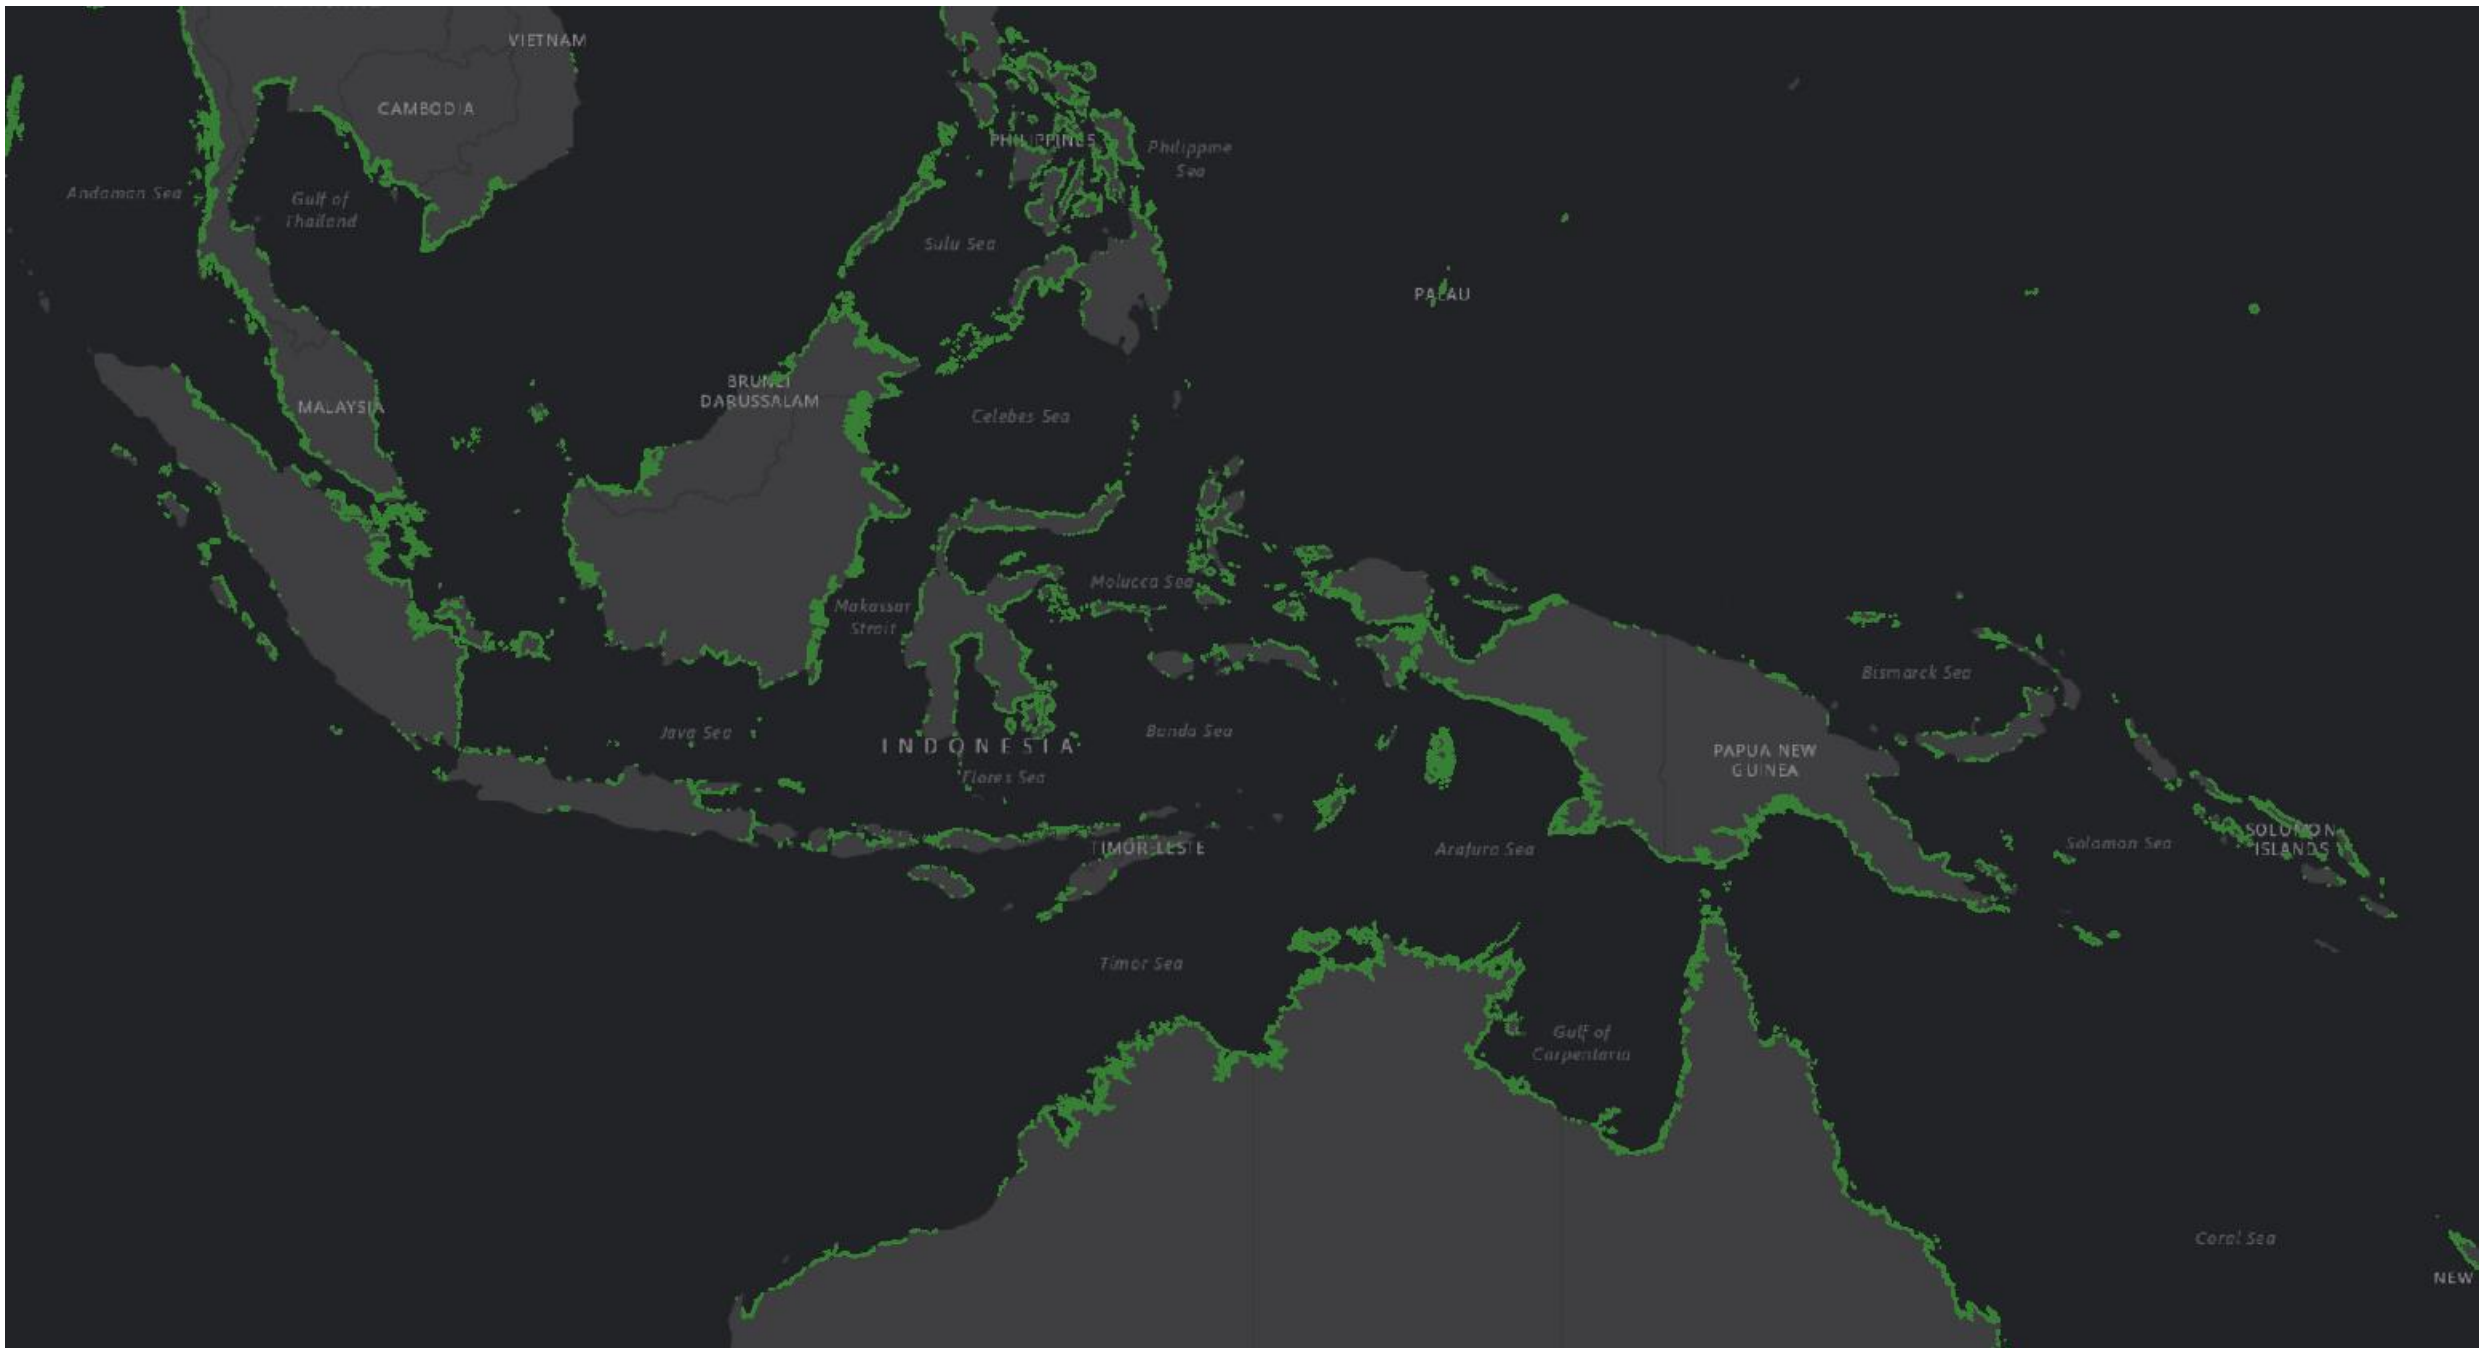 VIETNAM
CAMBODIA
PHILIPPINES
Philippine
Sea
Andaman Sea
Gulf of
Thailand
Sulu Sea
PALAU
BRUNEI
DARUSSALAM
MALAYSIA
Celebes Sea
Molucca Sea
Makassar
Strait
Bismarck Sea
Java Sea
Banda Sea
INDONESIA
PAPUA NEW
GUINEA
Flores Sea
SOLOMON
ISLANDS
TIMOR-LESTE
Arafura Sea
Solomon Sea
Timor Sea
Gulf of
Carpentaria
Coral Sea
NEW